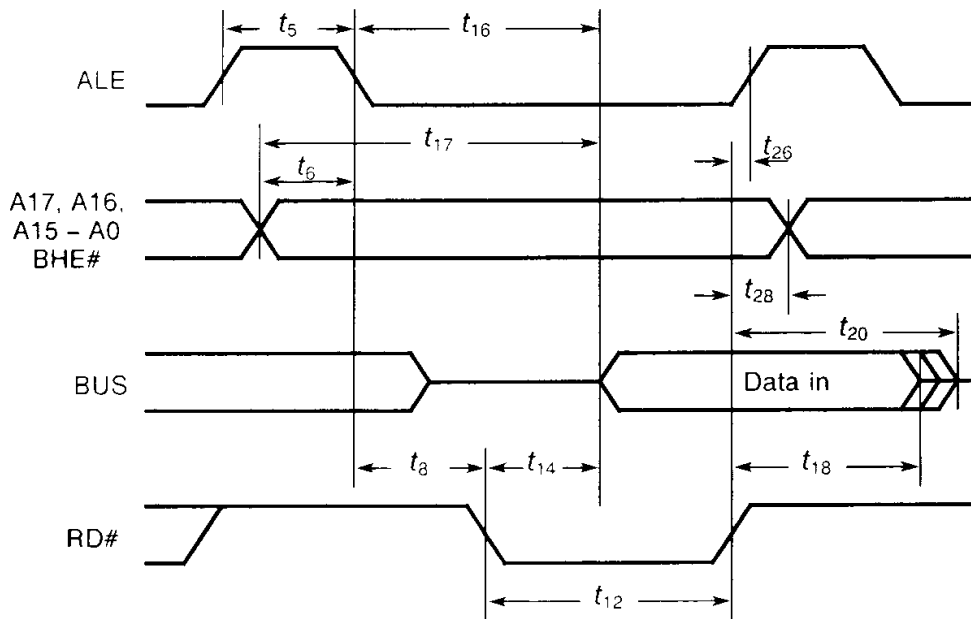 t5
t16
ALE
t17
t26
t6
A17, A16,
A15 – A0
BHE#
t28
t20
BUS
Data in
t8
t14
t18
RD#
t12